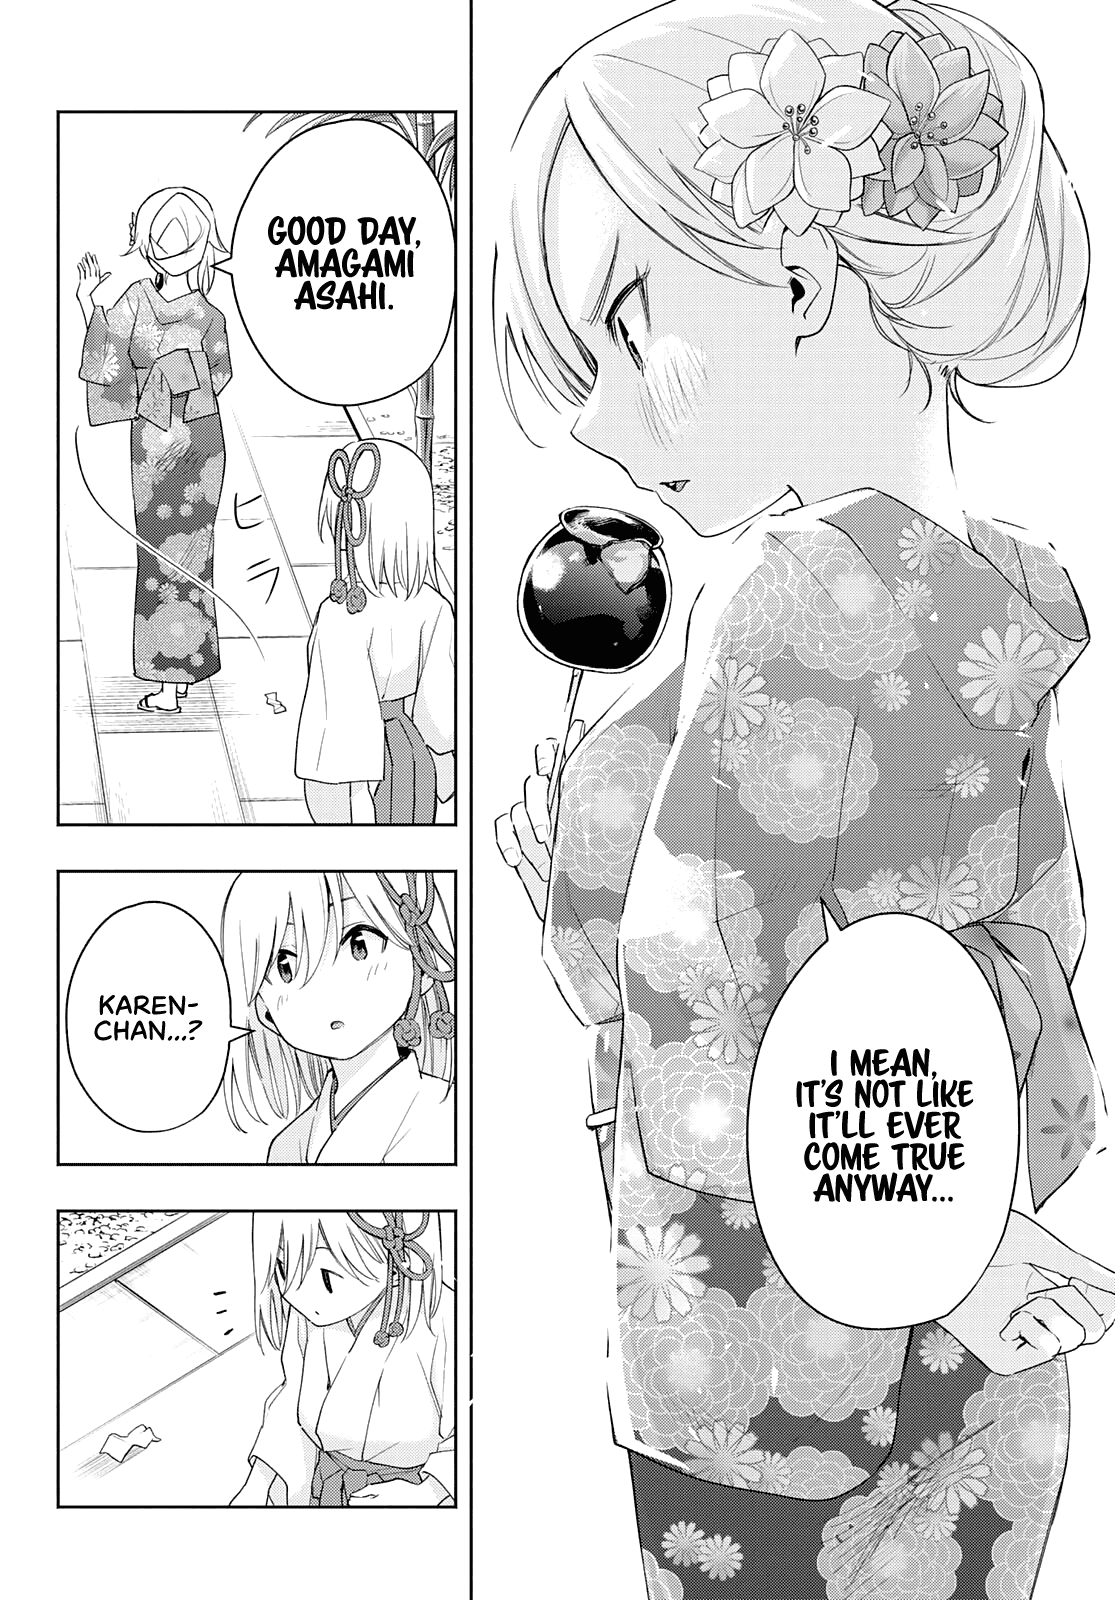 I MEAN,
IT'S NOT LIKE
IT'LL EVER
COME TRUE
ANYWAY...
GOOD DAY,
AMAGAMI
ASAHI.
ヒラ
KAREN-
CHAN...?